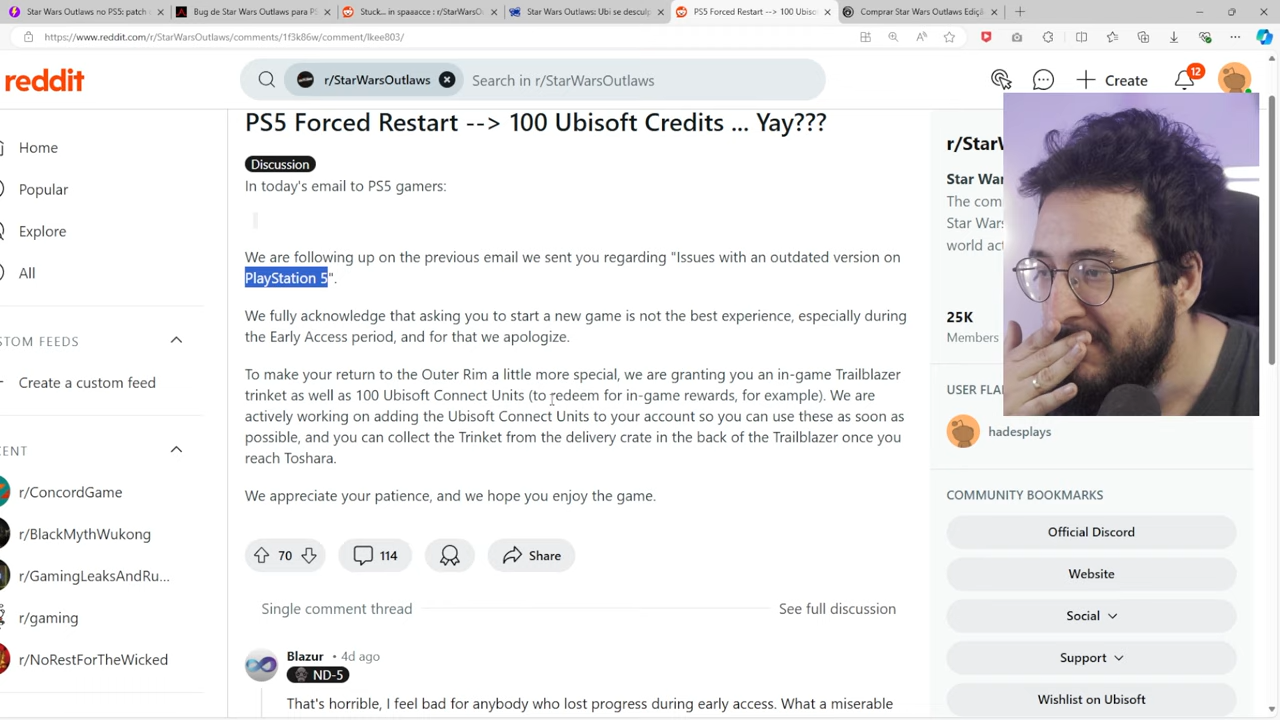 Star Wars Outlaws no PS5: patch
Bug de Star Wars Outlaws para PS
Stuck... in spaaacce : r/StarWarsO
Star Wars Outlaws: Ubi se desculp
PS5 Forced Restart --> 100 Ubisof
Comprar Star Wars Outlaws Ediçã
https://www.reddit.com/r/StarWarsOutlaws/comments/1f3k86w/comment/lkee803/
reddit
r/StarWarsOutlaws
Search in r/StarWarsOutlaws
Create
12
Home
Popular
Explore
All
STOM FEEDS
Create a custom feed
CENT
r/ConcordGame
r/BlackMythWukong
r/GamingLeaksAndRu...
r/gaming
r/NoRestForTheWicked
PS5 Forced Restart --> 100 Ubisoft Credits ... Yay???
Discussion
In today's email to PS5 gamers:
We are following up on the previous email we sent you regarding "Issues with an outdated version on
PlayStation 5".
We fully acknowledge that asking you to start a new game is not the best experience, especially during
the Early Access period, and for that we apologize.
To make your return to the Outer Rim a little more special, we are granting you an in-game Trailblazer
trinket as well as 100 Ubisoft Connect Units (to redeem for in-game rewards, for example). We are
actively working on adding the Ubisoft Connect Units to your account so you can use these as soon as
possible, and you can collect the Trinket from the delivery crate in the back of the Trailblazer once you
reach Toshara.
We appreciate your patience, and we hope you enjoy the game.
70
114
Share
Single comment thread
See full discussion
Blazur • 4d ago
ND-5
That's horrible, I feel bad for anybody who lost progress during early access. What a miserable
r/StarW
Star Wa
The com
Star War
world ac
25K
Members
USER FLA
hadesplays
COMMUNITY BOOKMARKS
Official Discord
Website
Social
Support
Wishlist on Ubisoft